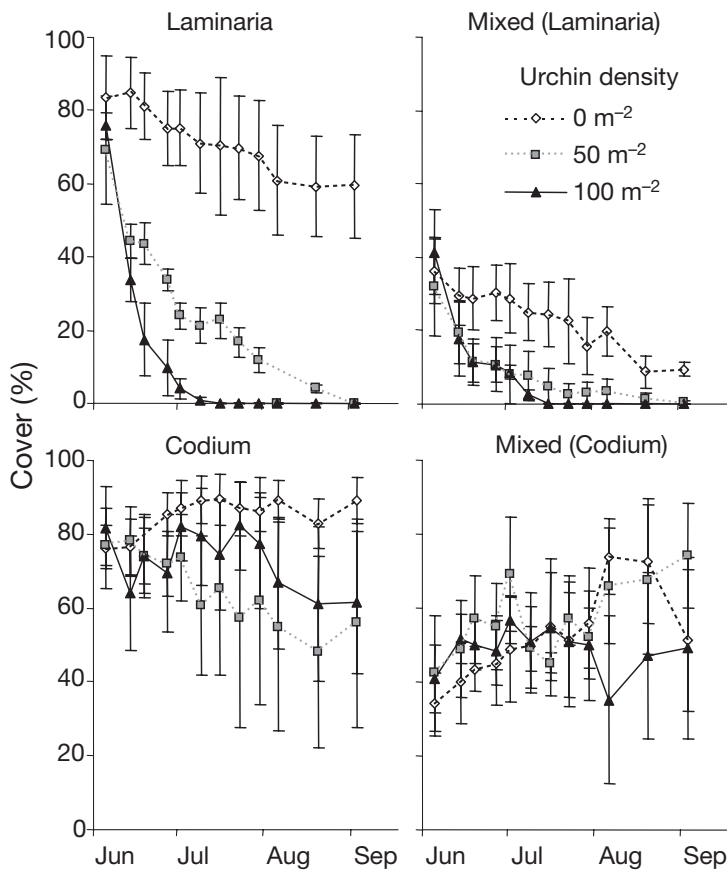 Laminaria
Mixed (Laminaria)
Urchin density
0 m⁻²
50 m⁻²
100 m⁻²
100
80
60
40
20
0
Cover (%)
Codium
Mixed (Codium)
100
80
60
40
20
0
Jun Jul Aug Sep
Jun Jul Aug Sep